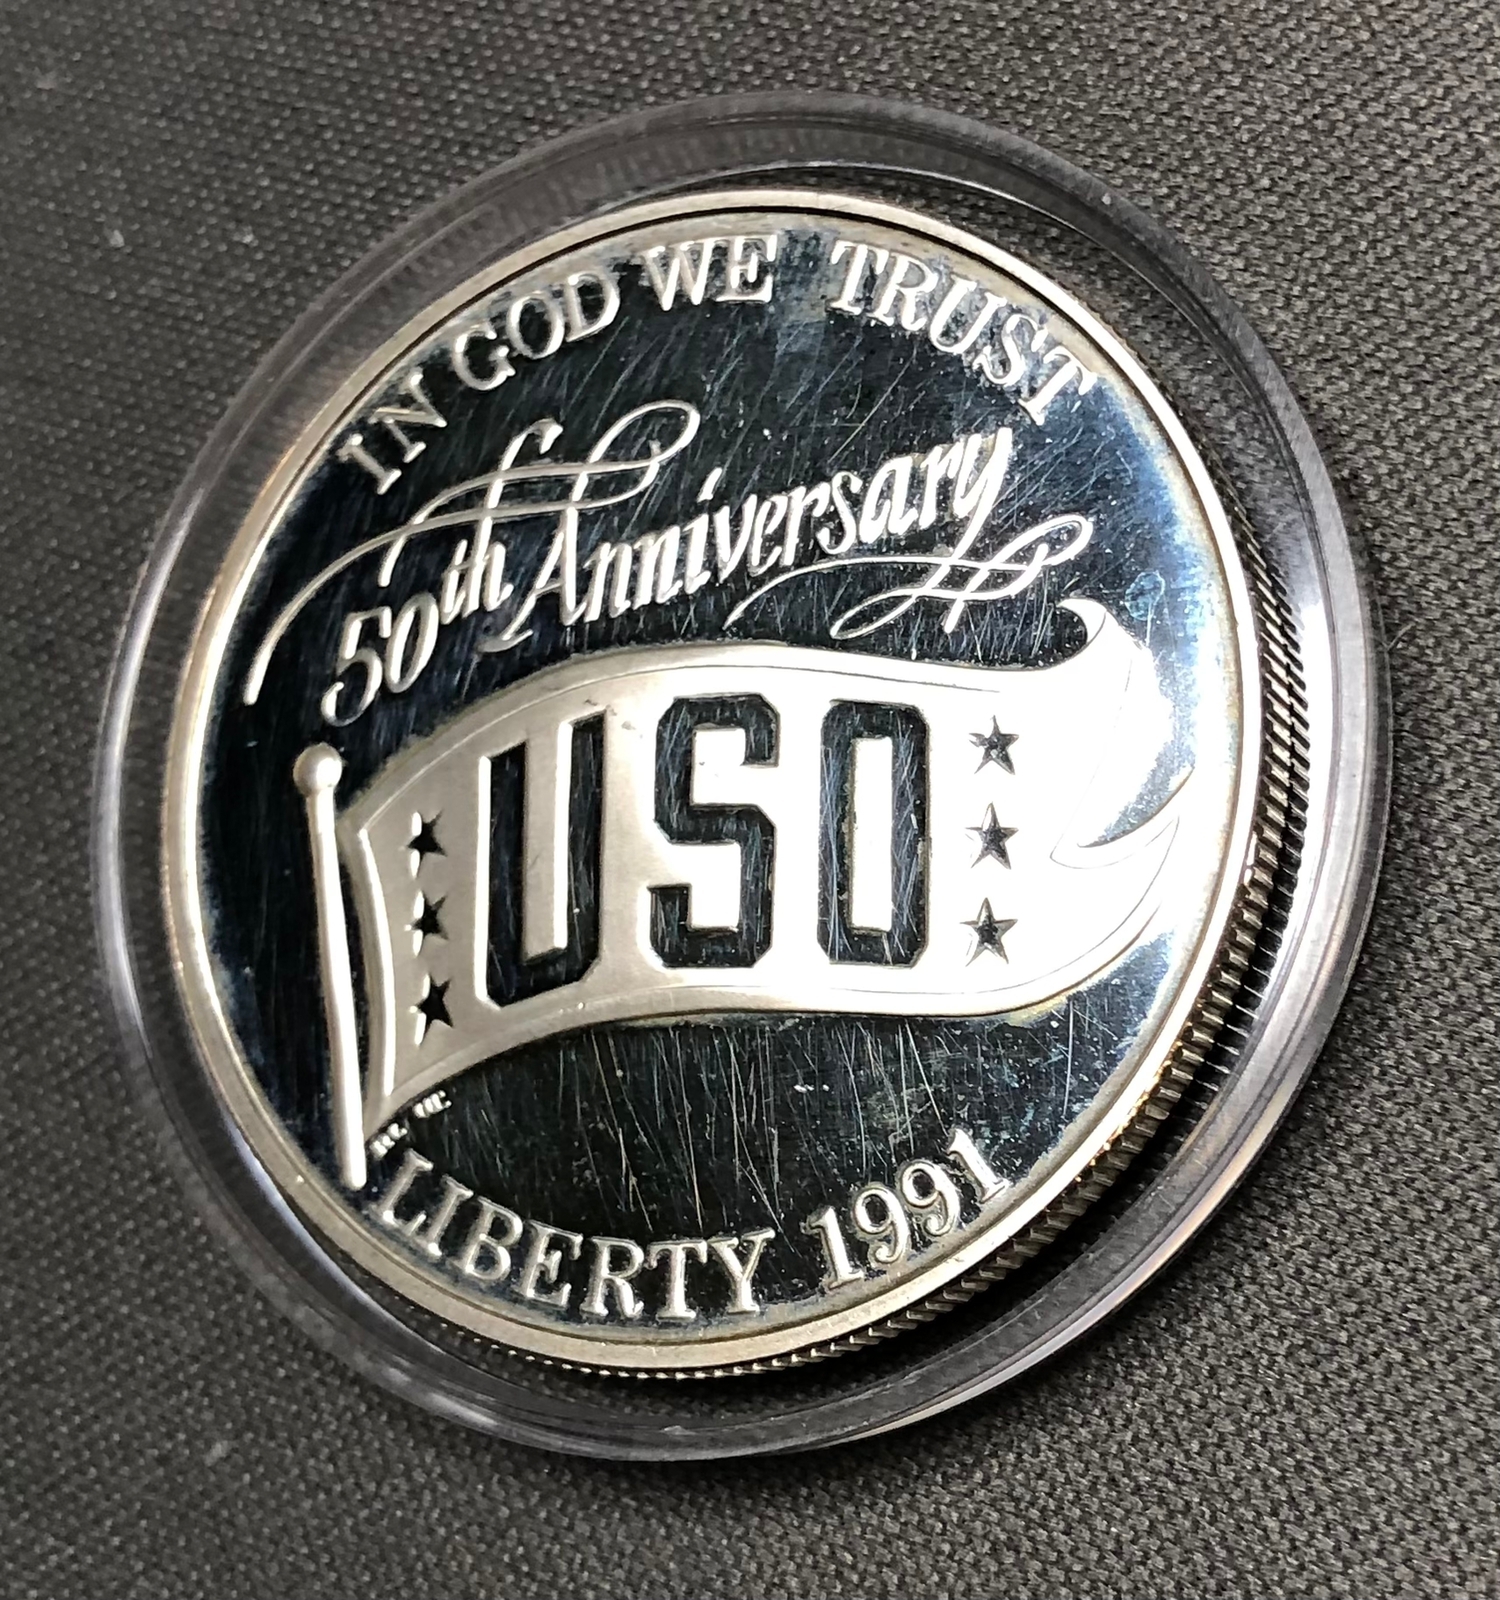 IN GOD WE TRUST
50th Anniversary
USO
LIBERTY 1991